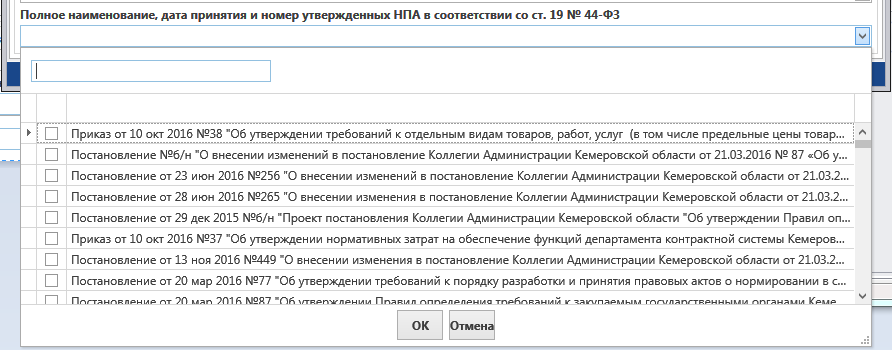 Полное наименование, дата принятия и номер утвержденных НПА в соответствии со ст. 19 № 44-ФЗ
Приказ от 10 окт 2016 №38 "Об утверждении требований к отдельным видам товаров, работ, услуг (в том числе предельные цены товар...
Постановление №б/н "О внесении изменений в постановление Коллегии Администрации Кемеровской области от 21.03.2016 № 87 «Об у...
Постановление от 23 июн 2016 №256 "О внесении изменений в постановление Коллегии Администрации Кемеровской области от 21.03.2...
Постановление от 28 июн 2016 №265 "О внесении изменения в постановление Коллегии Администрации Кемеровской области от 21.03...
Постановление от 29 дек 2015 №б/н "Проект постановления Коллегии Администрации Кемеровской области "Об утверждении Правил оп...
Приказ от 10 окт 2016 №37 "Об утверждении нормативных затрат на обеспечение функций департамента контрактной системы Кемеров...
Постановление от 13 ноя 2016 №449 "О внесении изменения в постановление Коллегии Администрации Кемеровской области от 21.03.2...
Постановление от 20 мар 2016 №77 "Об утверждении требований к порядку разработки и принятия правовых актов о нормировании в с...
Постановление от 20 мар 2016 №87 "Об утверждении Правил определения требований к закупаемым государственными органами Кеме...
OK
Отмена